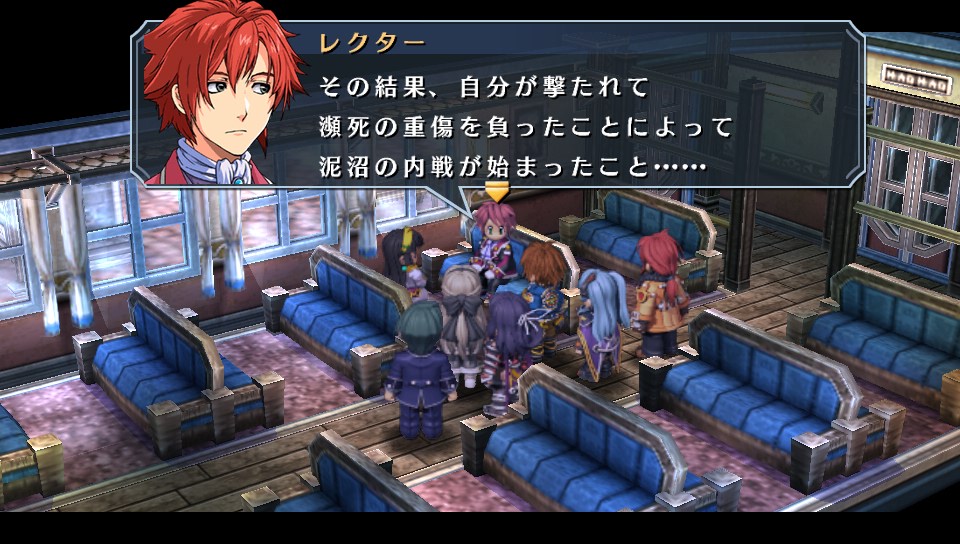 レクター
その結果、自分が撃たれて
瀕死の重傷を負ったことによって
泥沼の内戦が始まったこと……